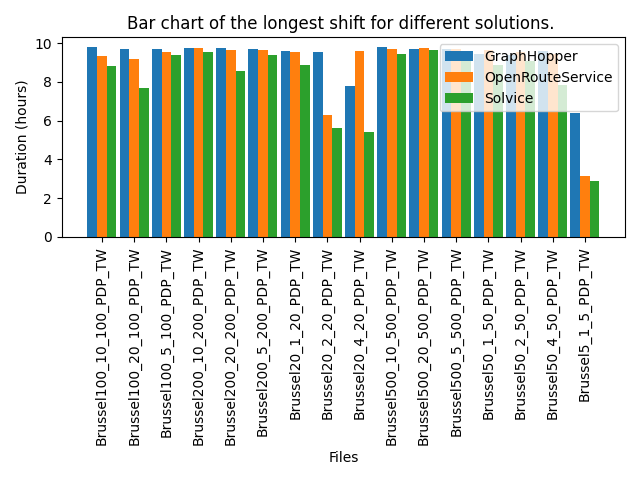 Bar chart of the longest shift for different solutions.
GraphHopper
OpenRouteService
Solvice
Duration (hours)
10
8
6
4
2
0
Brussel100_10_100_PDP_TW
Brussel100_20_100_PDP_TW
Brussel100_5_100_PDP_TW
Brussel200_10_200_PDP_TW
Brussel200_20_200_PDP_TW
Brussel200_5_200_PDP_TW
Brussel20_1_20_PDP_TW
Brussel20_2_20_PDP_TW
Brussel20_4_20_PDP_TW
Brussel500_10_500_PDP_TW
Brussel500_20_500_PDP_TW
Brussel500_5_500_PDP_TW
Brussel50_1_50_PDP_TW
Brussel50_2_50_PDP_TW
Brussel50_4_50_PDP_TW
Brussel5_1_5_PDP_TW
Files